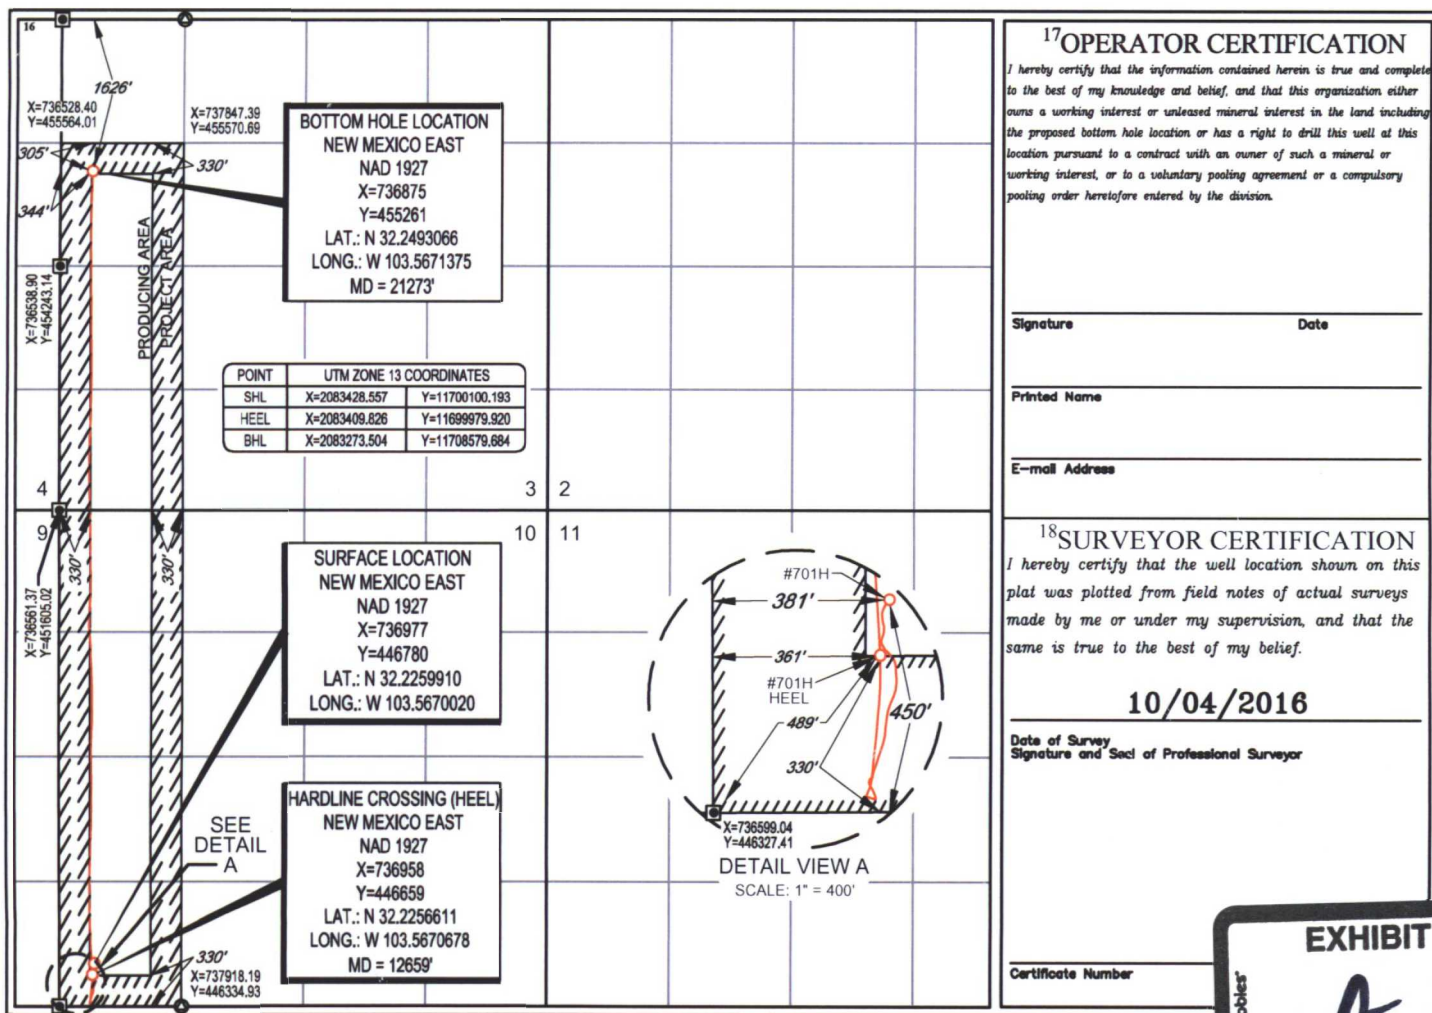 16
1626'
X=736528.40
Y=455564.01
X=737847.39
Y=455570.69
305'
330'
344'
BOTTOM HOLE LOCATION
NEW MEXICO EAST
NAD 1927
X=736875
Y=455261
LAT.: N 32.2493066
LONG.: W 103.5671375
MD = 21273'
PRODUCING AREA
PROJECT AREA
X=736538.90
Y=454243.14
POINT UTM ZONE 13 COORDINATES
SHL X=2083428.557 Y=11700100.193
HEEL X=2083409.826 Y=11699979.920
BHL X=2083273.504 Y=11708579.684
4 3 2
9 10 11
330'
330'
X=736561.37
Y=451605.02
SURFACE LOCATION
NEW MEXICO EAST
NAD 1927
X=736977
Y=446780
LAT.: N 32.2259910
LONG.: W 103.5670020
SEE
DETAIL
A
HARDLINE CROSSING (HEEL)
NEW MEXICO EAST
NAD 1927
X=736958
Y=446659
LAT.: N 32.2256611
LONG.: W 103.5670678
MD = 12659'
330'
X=737918.19
Y=446334.93
#701H
381'
361'
#701H
HEEL
489'
450'
330'
X=736599.04
Y=446327.41
DETAIL VIEW A
SCALE: 1" = 400'
17OPERATOR CERTIFICATION
I hereby certify that the information contained herein is true and complete
to the best of my knowledge and belief, and that this organization either
owns a working interest or unleased mineral interest in the land including
the proposed bottom hole location or has a right to drill this well at this
location pursuant to a contract with an owner of such a mineral or
working interest, or to a voluntary pooling agreement or a compulsory
pooling order heretofore entered by the division.
Signature Date
Printed Name
E-mail Address
18SURVEYOR CERTIFICATION
I hereby certify that the well location shown on this
plat was plotted from field notes of actual surveys
made by me or under my supervision, and that the
same is true to the best of my belief.
10/04/2016
Date of Survey
Signature and Seal of Professional Surveyor
Certificate Number
EXHIBIT